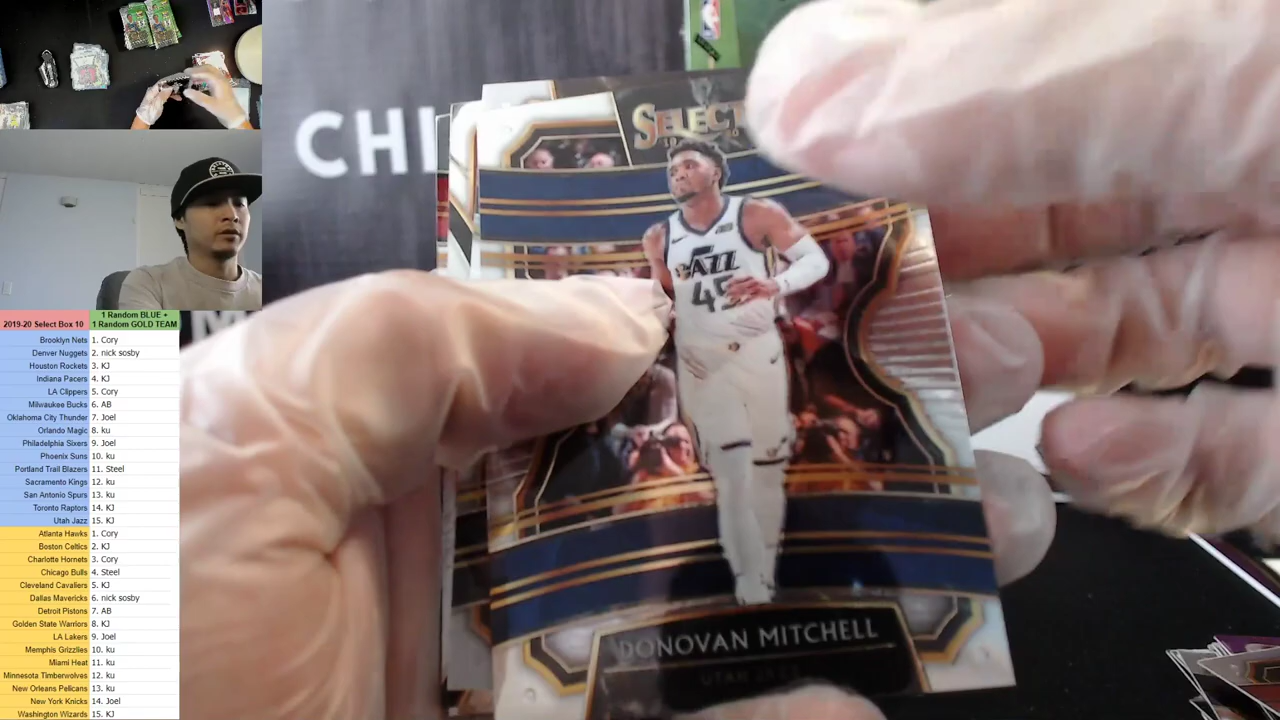 CHI
SELECT
JAZZ
45
DONOVAN MITCHELL
UTAH JAZZ
2019-20 Select Box 10
1 Random BLUE +
1 Random GOLD TEAM
Brooklyn Nets 1. Cory
Denver Nuggets 2. nick sosby
Houston Rockets 3. KJ
Indiana Pacers 4. KJ
LA Clippers 5. Cory
Milwaukee Bucks 6. AB
Oklahoma City Thunder 7. Joel
Orlando Magic 8. ku
Philadelphia Sixers 9. Joel
Phoenix Suns 10. ku
Portland Trail Blazers 11. Steel
Sacramento Kings 12. ku
San Antonio Spurs 13. ku
Toronto Raptors 14. KJ
Utah Jazz 15. KJ
Atlanta Hawks 1. Cory
Boston Celtics 2. KJ
Charlotte Hornets 3. Cory
Chicago Bulls 4. Steel
Cleveland Cavaliers 5. KJ
Dallas Mavericks 6. nick sosby
Detroit Pistons 7. AB
Golden State Warriors 8. KJ
LA Lakers 9. Joel
Memphis Grizzlies 10. ku
Miami Heat 11. ku
Minnesota Timberwolves 12. ku
New Orleans Pelicans 13. ku
New York Knicks 14. Joel
Washington Wizards 15. KJ